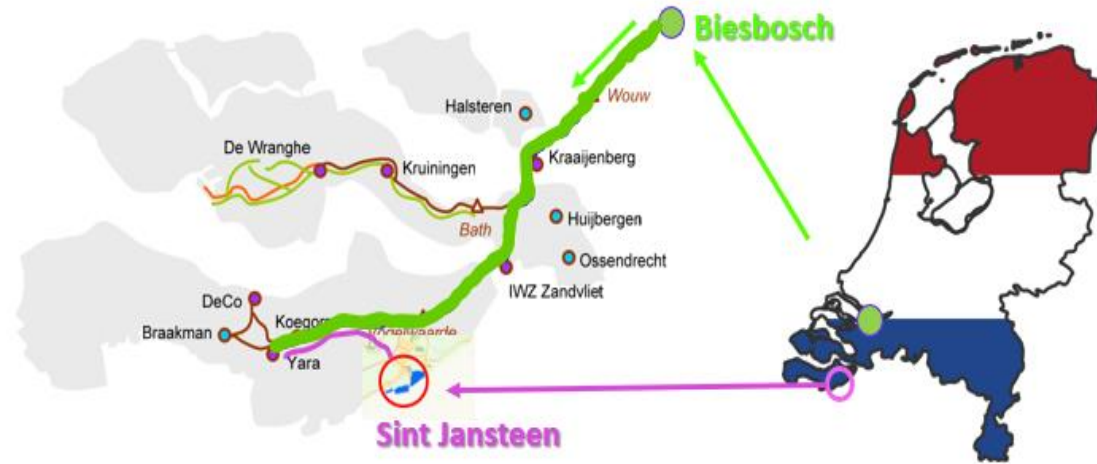 Biesbosch
Wouw
Halsteren
Kraaijenberg
De Wranghe
Kruiningen
Bath
Huijbergen
Ossendrecht
IWZ Zandvliet
DeCo
Braakman
Yara
Sint Jansteen